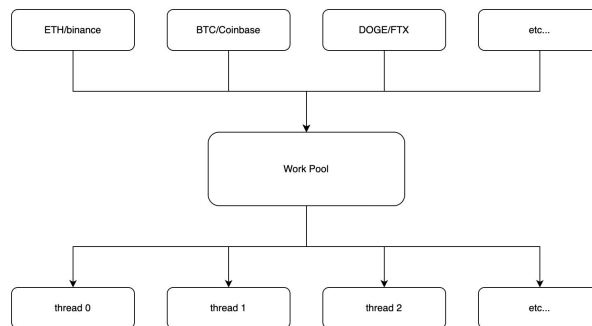 ETH/binance
BTC/Coinbase
DOGE/FTX
etc...
Work Pool
thread 0
thread 1
thread 2
etc...